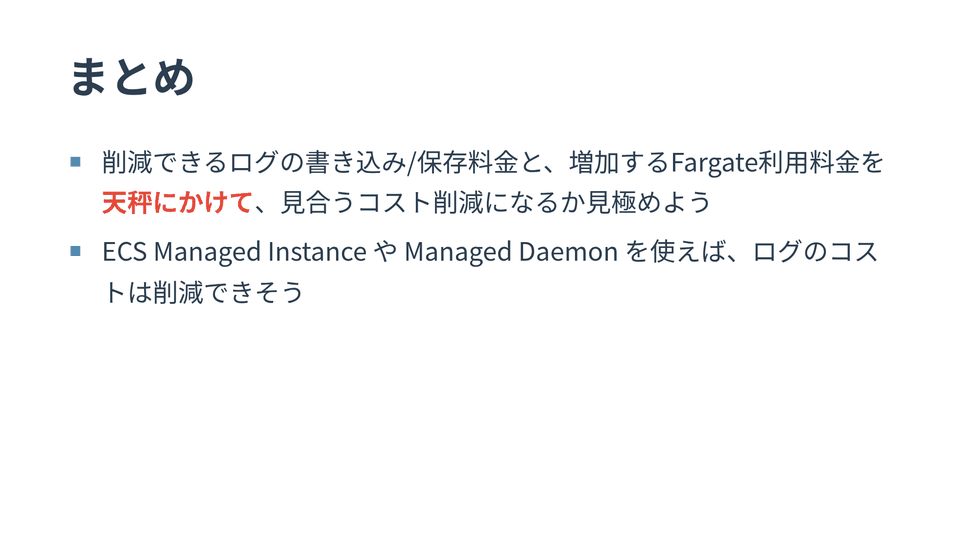 まとめ
削減できるログの書き込み/保存料金と、増加するFargate利用料金を
天秤にかけて、見合うコスト削減になるか見極めよう
ECS Managed Instance や Managed Daemon を使えば、ログのコス
トは削減できそう